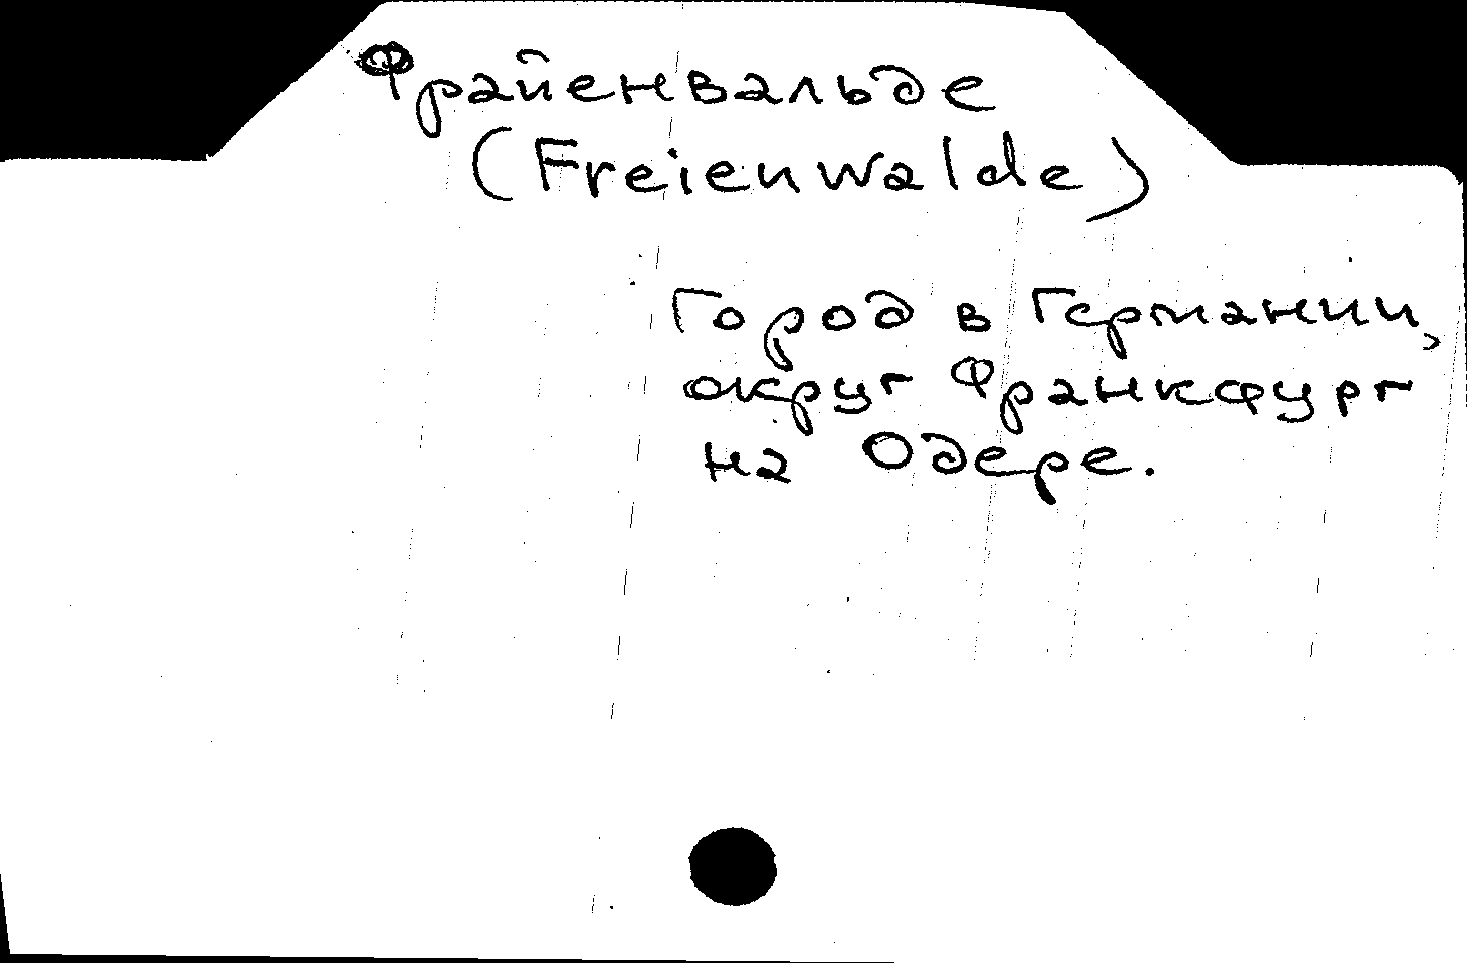 Фрайенвальде
(Freienwalde)
Город в Германии,
округ Франкфурт
на Одере.